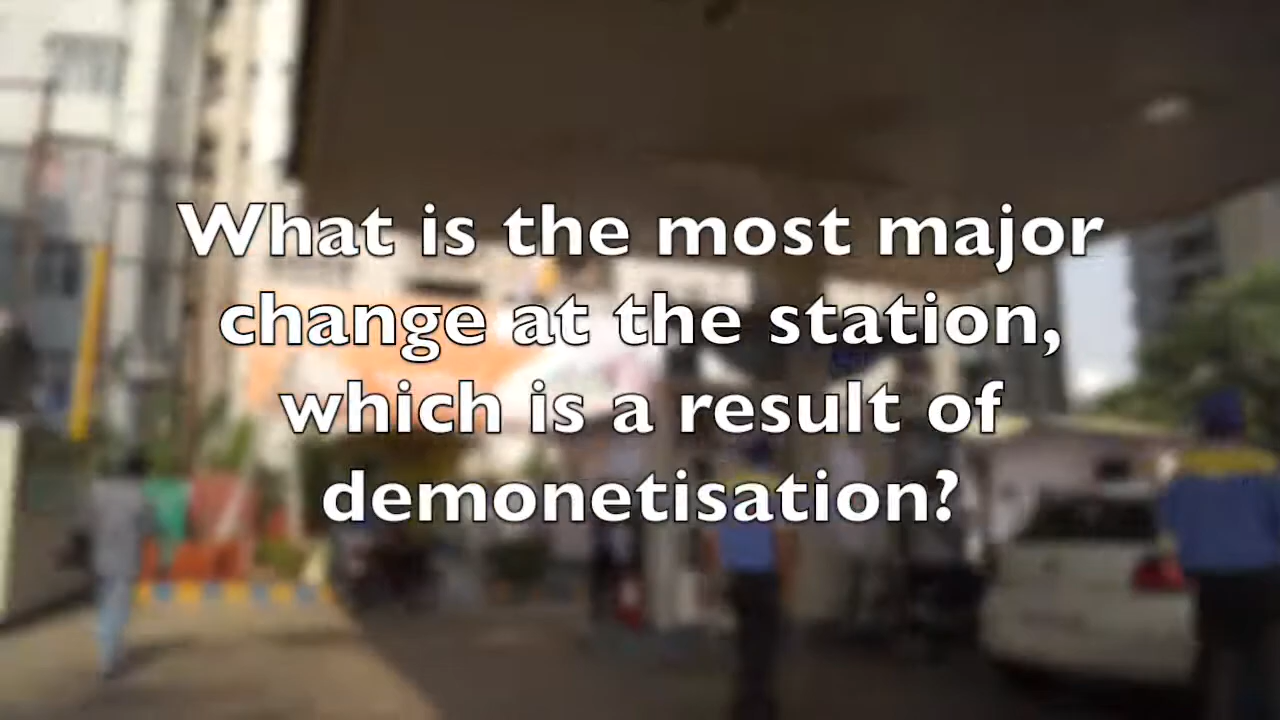 What is the most major
change at the station,
which is a result of
demonetisation?